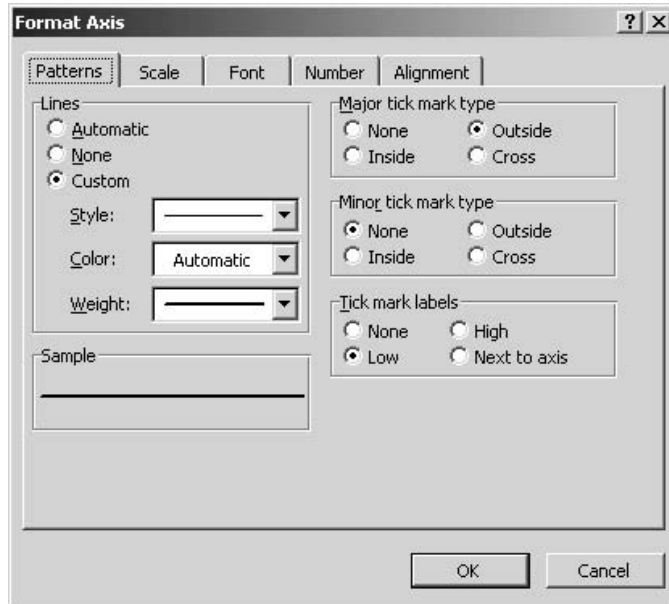 Format Axis
? X
Patterns Scale Font Number Alignment
Lines
Automatic
None
Custom
Style:
Color: Automatic
Weight:
Sample
Major tick mark type
None Outside
Inside Cross
Minor tick mark type
None Outside
Inside Cross
Tick mark labels
None High
Low Next to axis
OK Cancel